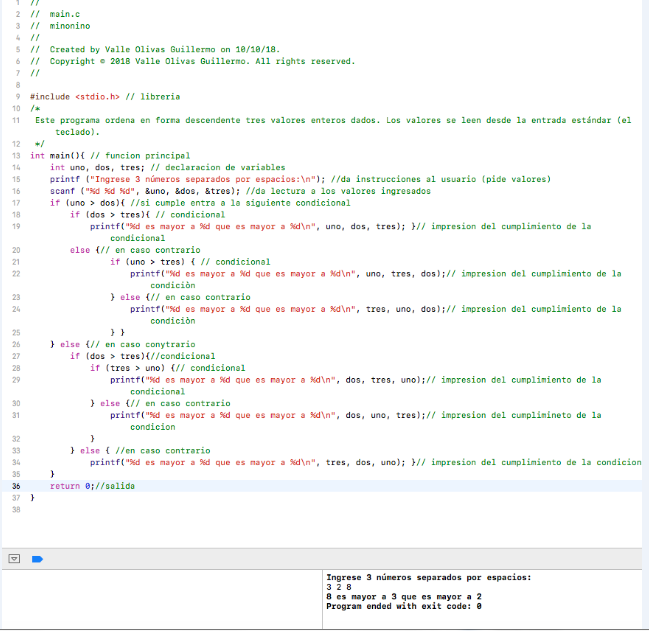 1 //
2 // main.c
3 // minonino
4 //
5 // Created by Valle Olivas Guillermo on 10/10/18.
6 // Copyright © 2018 Valle Olivas Guillermo. All rights reserved.
7 //
8
9 #include <stdio.h> // libreria
10 /*
11 Este programa ordena en forma descendente tres valores enteros dados. Los valores se leen desde la entrada estándar (el
teclado).
12 */
13 int main(){ // funcion principal
14 int uno, dos, tres; // declaracion de variables
15 printf ("Ingrese 3 números separados por espacios:\n"); //da instrucciones al usuario (pide valores)
16 scanf ("%d %d %d", &uno, &dos, &tres); //da lectura a los valores ingresados
17 if (uno > dos){ //si cumple entra a la siguiente condicional
18 if (dos > tres){ // condicional
19 printf("%d es mayor a %d que es mayor a %d\n", uno, dos, tres); }// impresion del cumplimiento de la
condicional
20 else {// en caso contrario
21 if (uno > tres) { // condicional
22 printf("%d es mayor a %d que es mayor a %d\n", uno, tres, dos);// impresion del cumplimiento de la
condiciòn
23 } else {// en caso contrario
24 printf("%d es mayor a %d que es mayor a %d\n", tres, uno, dos);// impresion del cumplimiento de la
condiciòn
25 } }
26 } else {// en caso conytrario
27 if (dos > tres){//condicional
28 if (tres > uno) {// condicional
29 printf("%d es mayor a %d que es mayor a %d\n", dos, tres, uno);// impresion del cumplimiento de la
condicional
30 } else {// en caso contrario
31 printf("%d es mayor a %d que es mayor a %d\n", dos, uno, tres);// impresion del cumplimineto de la
condicion
32 }
33 } else { //en caso contrario
34 printf("%d es mayor a %d que es mayor a %d\n", tres, dos, uno); }// impresion del cumplimiento de la condicion
35 }
36 return 0;//salida
37 }
38
Ingrese 3 números separados por espacios:
3 2 8
8 es mayor a 3 que es mayor a 2
Program ended with exit code: 0